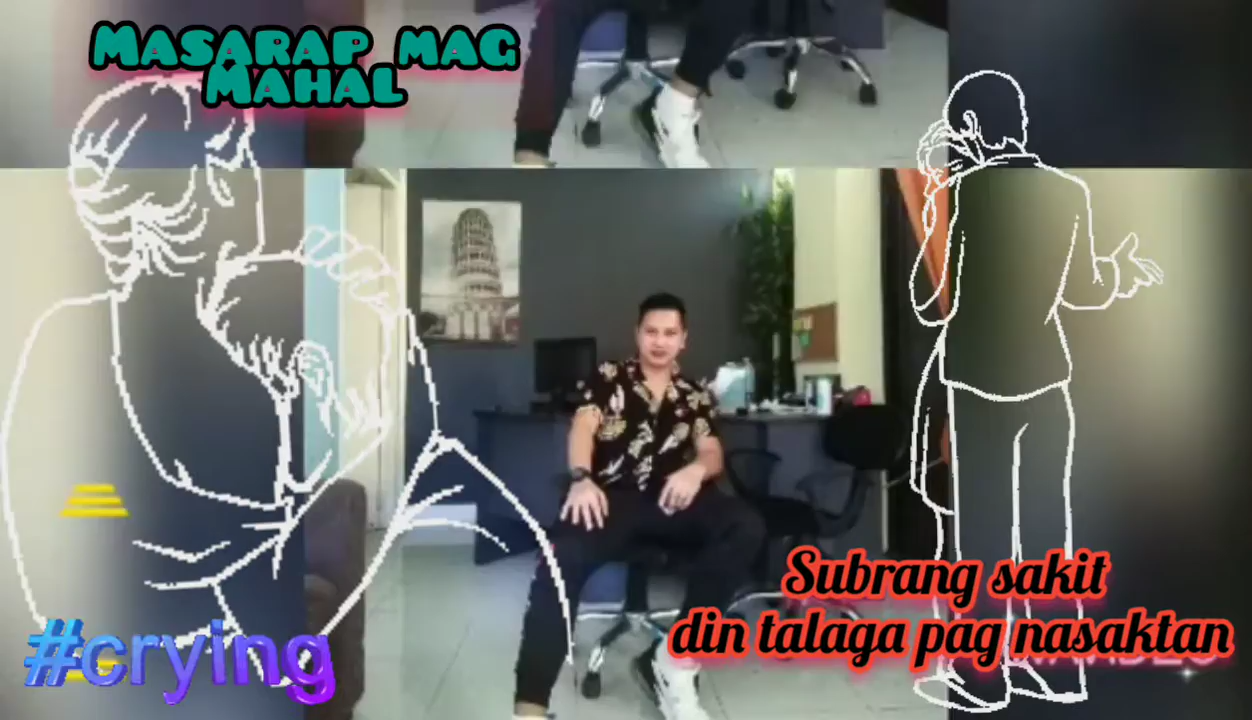 MASARAP MAG
MAHAL
Subrang sakit
din talaga pag nasaktan
#crying